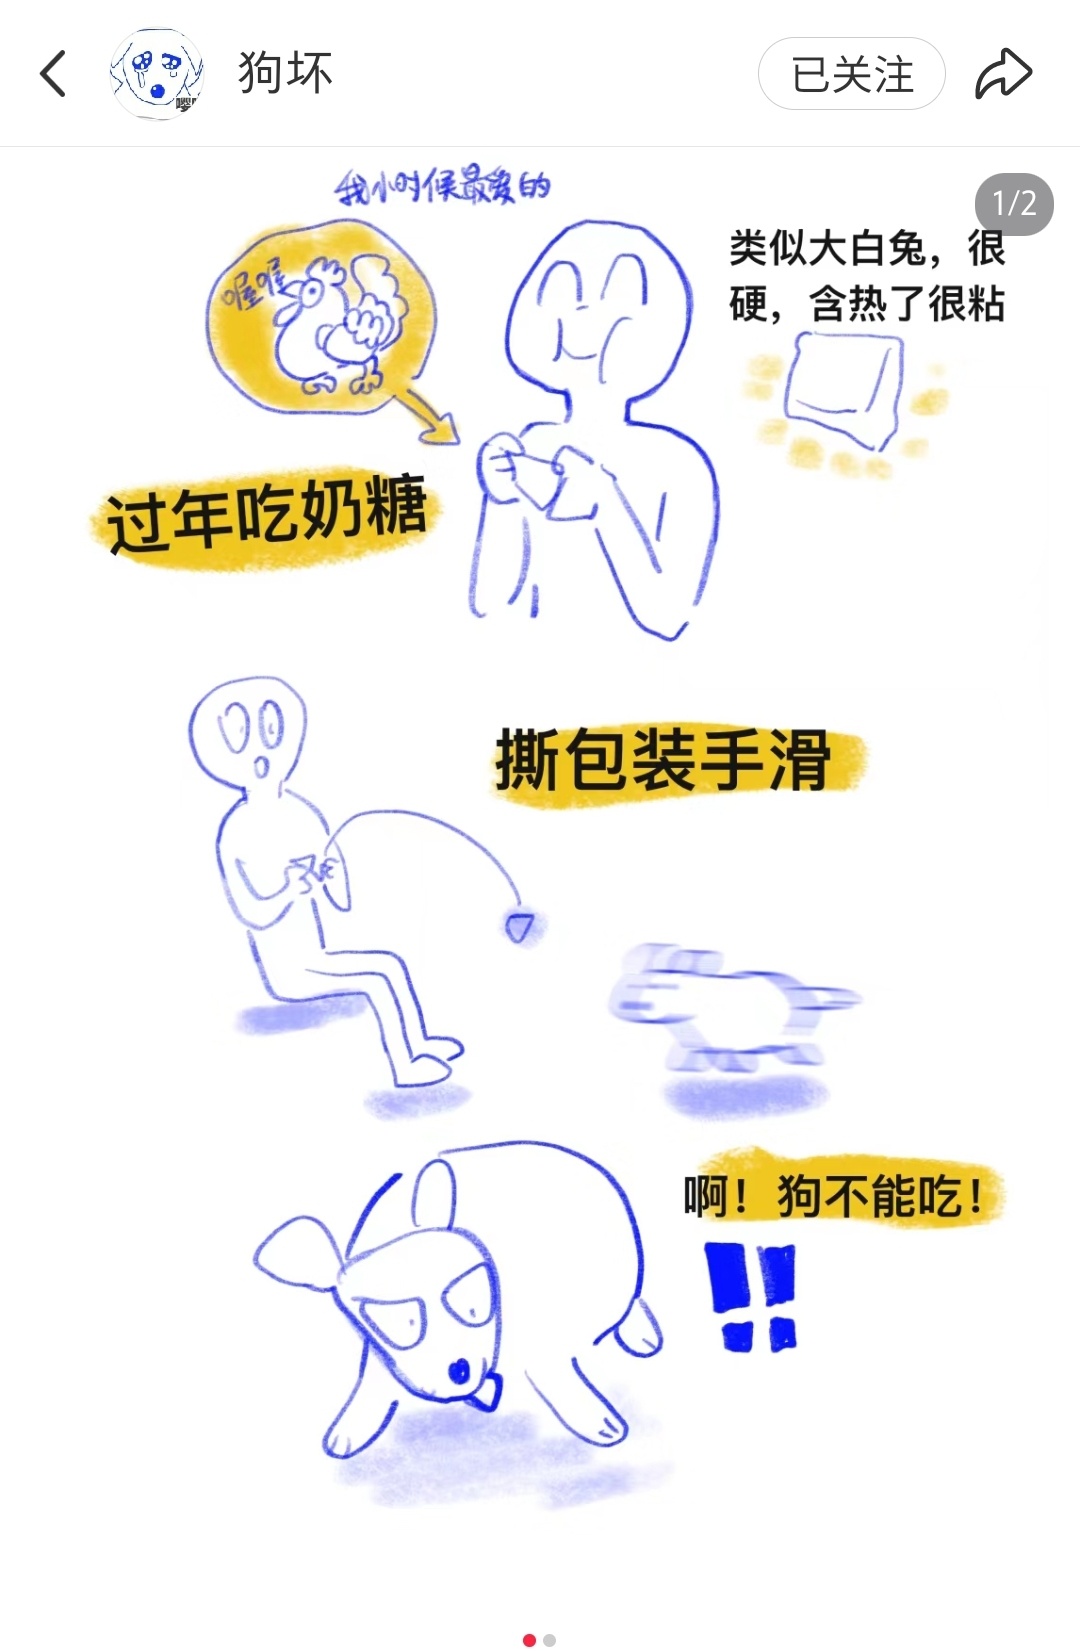 狗坏
已关注
1/2
我小时候最爱的
喔喔
类似大白兔，很
硬，含热了很粘
过年吃奶糖
撕包装手滑
啊！狗不能吃！
!!